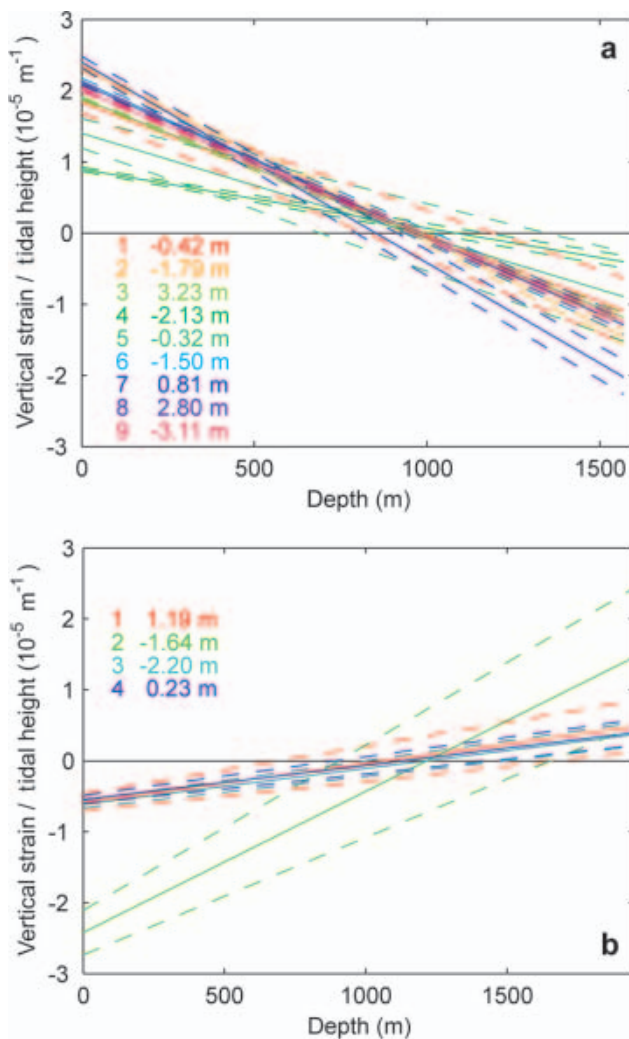 3
a
2
1
0
-1
-2
-3
Vertical strain / tidal height (10⁻⁵ m⁻¹)
1 -0.42 m
2 -1.79 m
3 3.23 m
4 -2.13 m
5 -0.32 m
6 -1.50 m
7 0.81 m
8 2.80 m
9 -3.11 m
0 500 1000 1500
Depth (m)
3
2
1
0
-1
-2
-3
Vertical strain / tidal height (10⁻⁵ m⁻¹)
1 1.19 m
2 -1.64 m
3 -2.20 m
4 0.23 m
b
0 500 1000 1500
Depth (m)